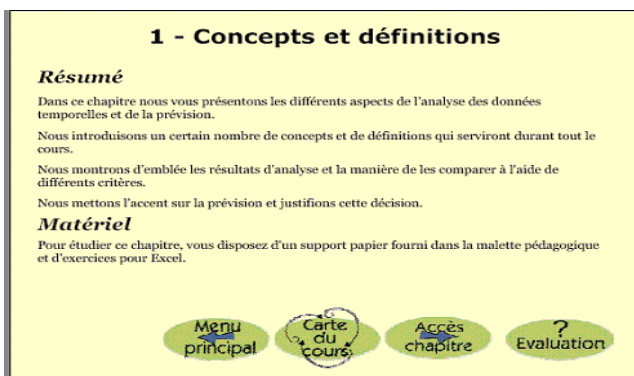 1 - Concepts et définitions
Résumé
Dans ce chapitre nous vous présentons les différents aspects de l'analyse des données
temporelles et de la prévision.
Nous introduisons un certain nombre de concepts et de définitions qui serviront durant tout le
cours.
Nous montrons d'emblée les résultats d'analyse et la manière de les comparer à l'aide de
différents critères.
Nous mettons l'accent sur la prévision et justifions cette décision.
Matériel
Pour étudier ce chapitre, vous disposez d'un support papier fourni dans la malette pédagogique
et d'exercices pour Excel.
Menu
principal
Carte
du
cours
Accès
chapitre
?
Evaluation